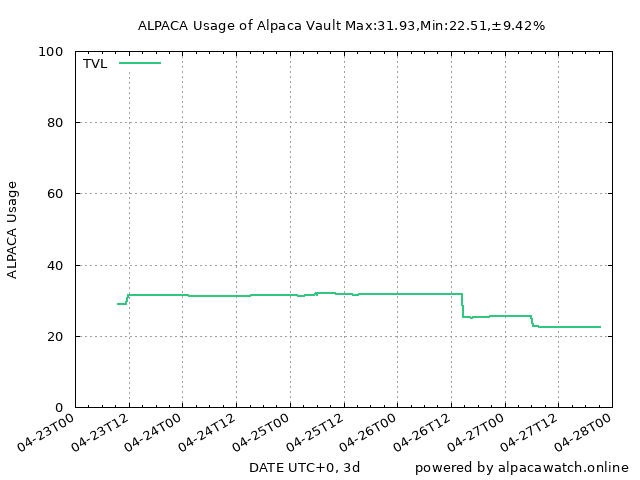 ALPACA Usage of Alpaca Vault Max:31.93,Min:22.51,±9.42%
100
TVL
80
60
ALPACA Usage
40
20
0
04-23T00 04-23T12 04-24T00 04-24T12 04-25T00 04-25T12 04-26T00 04-26T12 04-27T00 04-27T12 04-28T00
DATE UTC+0, 3d
powered by alpacawatch.online